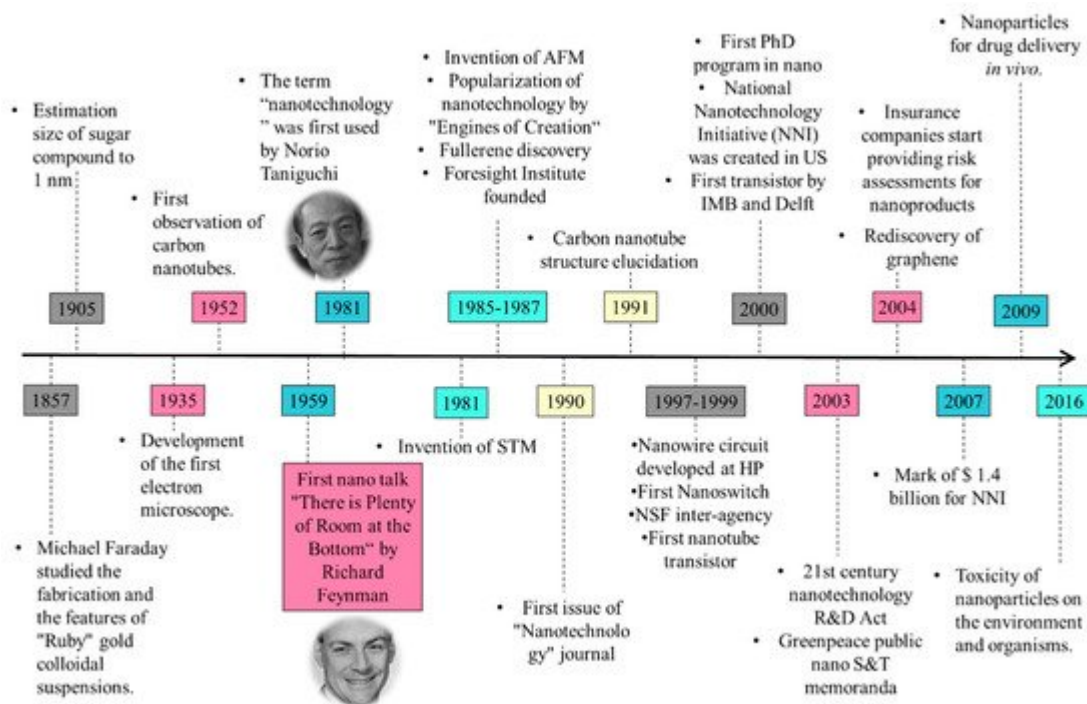 • Estimation
size of sugar
compound to
1 nm
• First
observation of
carbon
nanotubes.
• The term
“nanotechnology
” was first used
by Norio
Taniguchi
• Invention of AFM
• Popularization of
nanotechnology by
"Engines of Creation“
• Fullerene discovery
• Foresight Institute
founded
• Carbon nanotube
structure elucidation
• First PhD
program in nano
• National
Nanotechnology
Initiative (NNI)
was created in US
• First transistor by
IMB and Delft
• Insurance
companies start
providing risk
assessments for
nanoproducts
• Rediscovery of
graphene
• Nanoparticles
for drug delivery
in vivo.
1905
1952
1981
1985-1987
1991
2000
2004
2009
1857
1935
1959
1981
1990
1997-1999
2003
2007
2016
• Michael Faraday
studied the
fabrication and
the features of
"Ruby" gold
colloidal
suspensions.
• Development
of the first
electron
microscope.
First nano talk
"There is Plenty
of Room at the
Bottom“ by
Richard
Feynman
• Invention of STM
• First issue of
"Nanotechnolo
gy" journal
•Nanowire circuit
developed at HP
•First Nanoswitch
•NSF inter-agency
•First nanotube
transistor
• 21st century
nanotechnology
R&D Act
• Greenpeace public
nano S&T
memoranda
• Mark of $ 1.4
billion for NNI
• Toxicity of
nanoparticles on
the environment
and organisms.